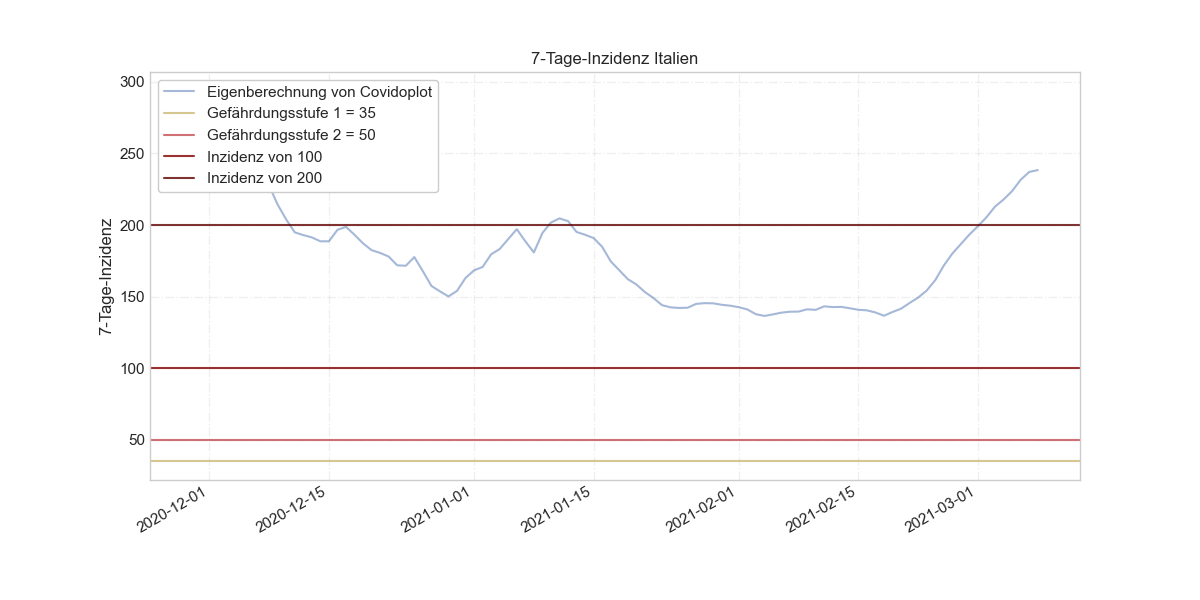 7-Tage-Inzidenz Italien
300
250
200
150
100
50
7-Tage-Inzidenz
Eigenberechnung von Covidoplot
Gefährdungsstufe 1 = 35
Gefährdungsstufe 2 = 50
Inzidenz von 100
Inzidenz von 200
2020-12-01
2020-12-15
2021-01-01
2021-01-15
2021-02-01
2021-02-15
2021-03-01